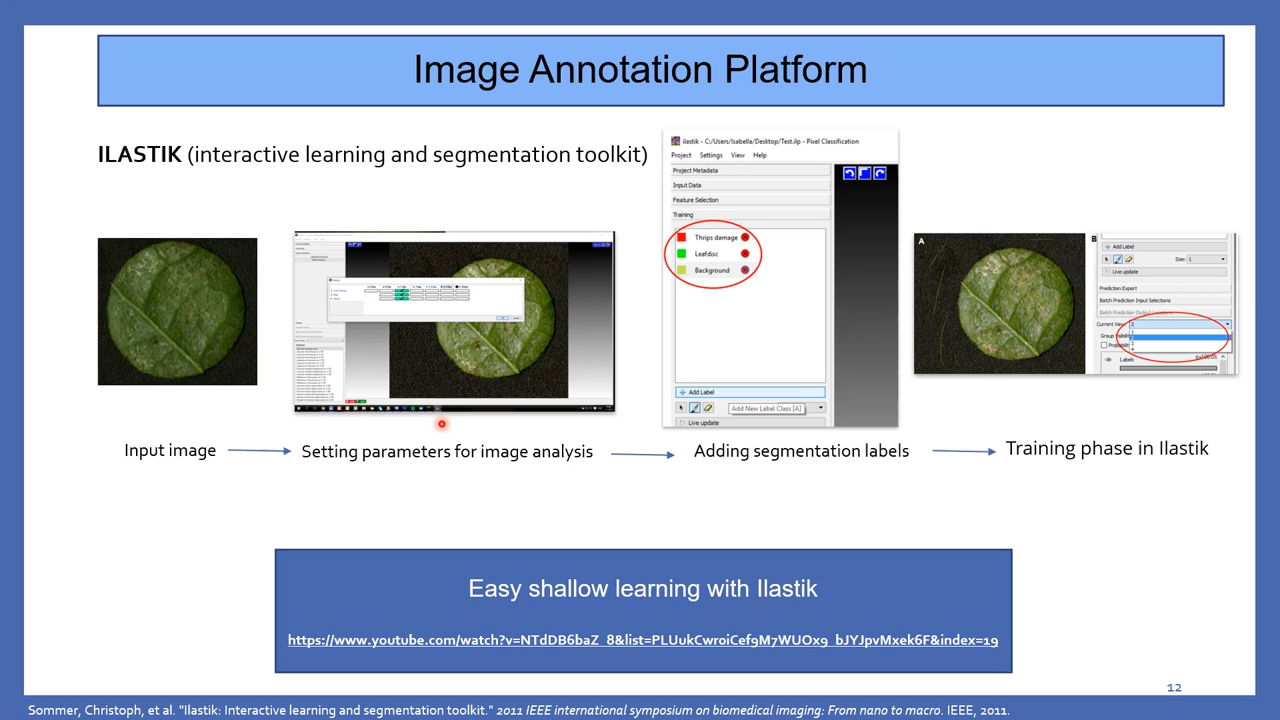 Image Annotation Platform
ILASTIK (interactive learning and segmentation toolkit)
ilastik - C:/Users/Isabella/Desktop/Test.ilp - Pixel Classification
Project Settings View Help
Project Metadata
Input Data
Feature Selection
Training
Thrips damage
Leafdisc
Background
Add Label
Add New Label Class [A]
Live update
A
B
Add Label
Size: 1
Live update
Prediction Export
Batch Prediction Input Selections
Current View 3
Labels
Input image
Setting parameters for image analysis
Adding segmentation labels
Training phase in Ilastik
Easy shallow learning with Ilastik
https://www.youtube.com/watch?v=NTdDB6baZ_8&list=PLUukCwroiCef9M7WUOx9_bJYJpvMxek6F&index=19
12
Sommer, Christoph, et al. "Ilastik: Interactive learning and segmentation toolkit." 2011 IEEE international symposium on biomedical imaging: From nano to macro. IEEE, 2011.